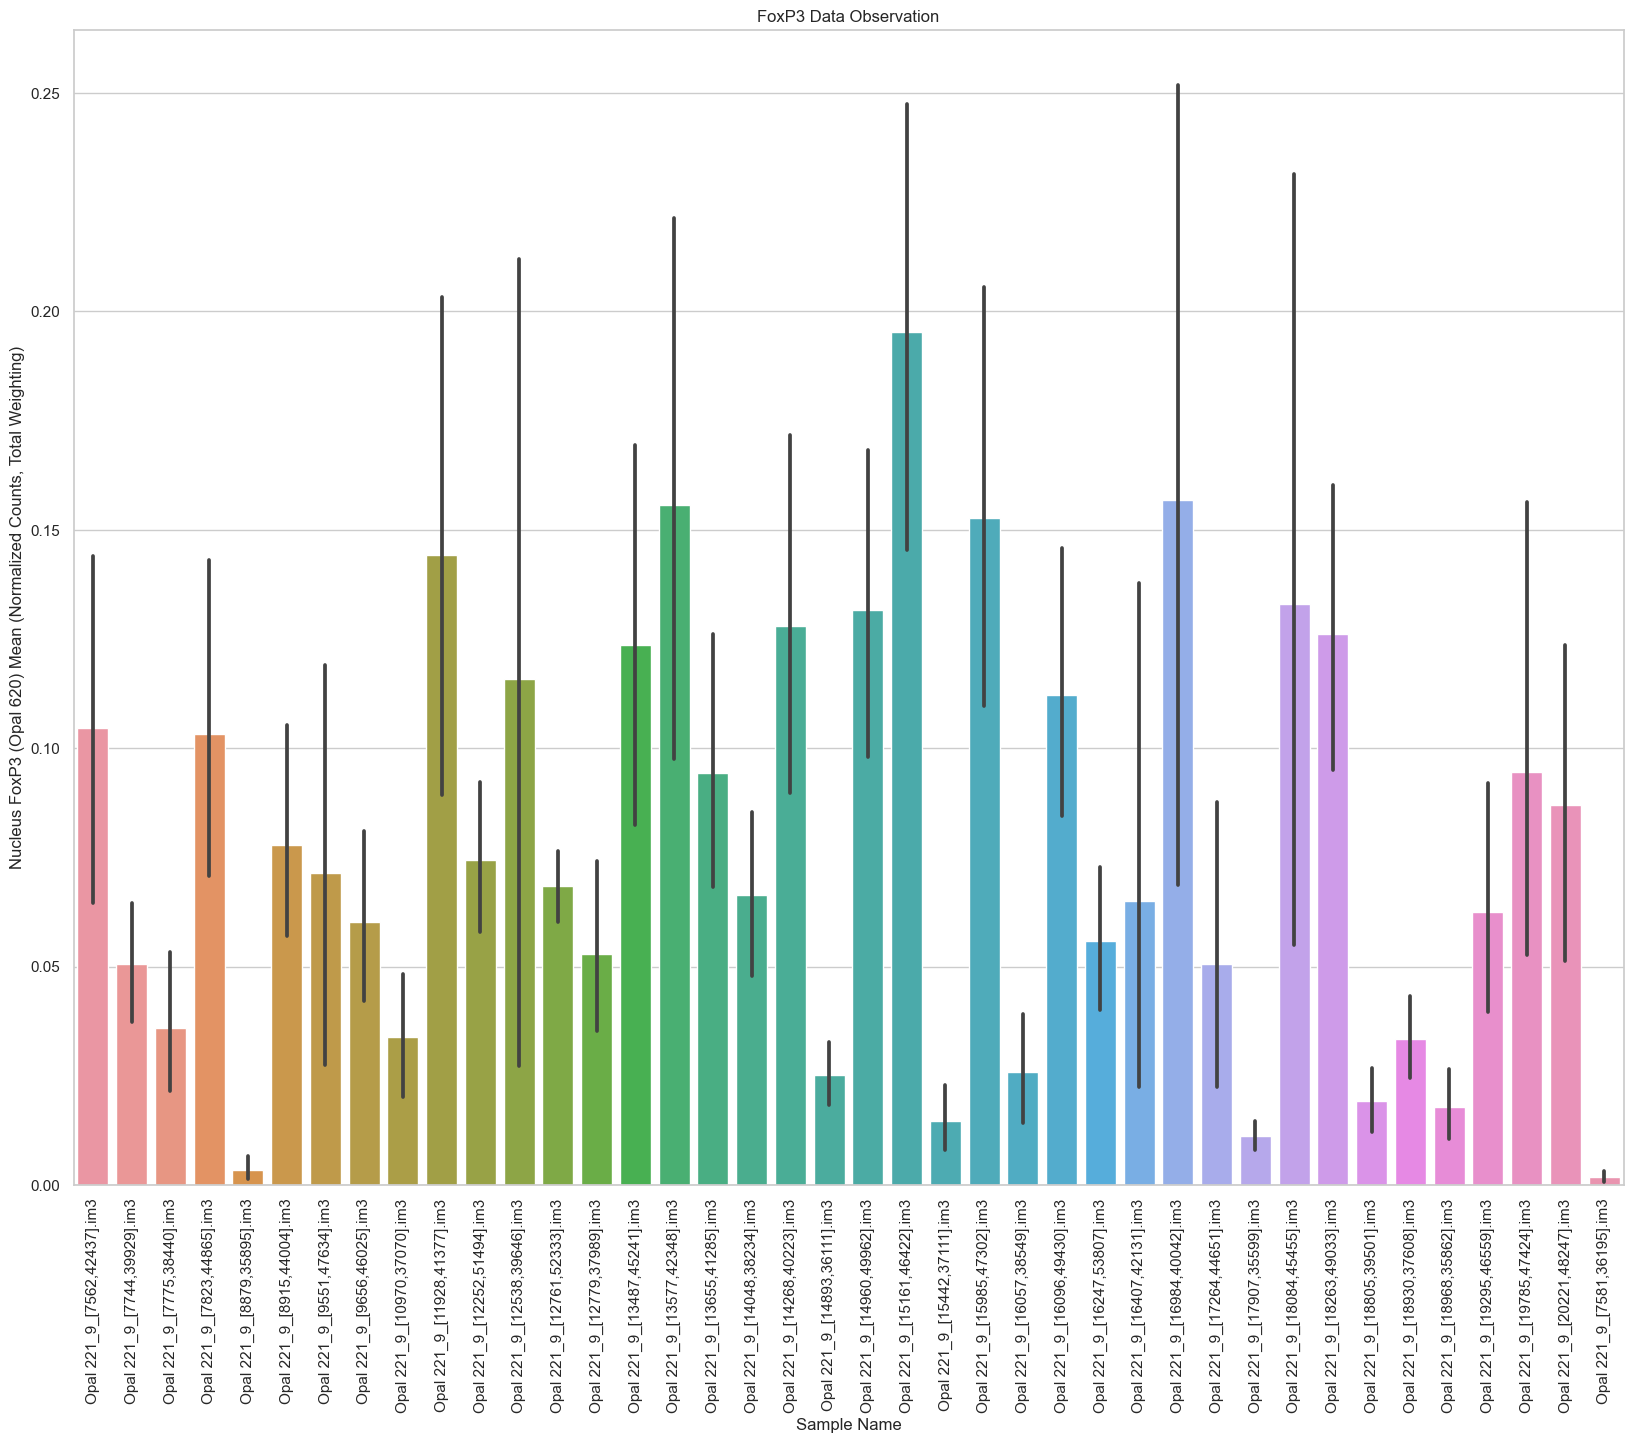 FoxP3 Data Observation
Nucleus FoxP3 (Opal 620) Mean (Normalized Counts, Total Weighting)
0.25
0.20
0.15
0.10
0.05
0.00
Opal 221_9_[7562,42437].im3
Opal 221_9_[7744,39929].im3
Opal 221_9_[7775,38440].im3
Opal 221_9_[7823,44865].im3
Opal 221_9_[8879,35895].im3
Opal 221_9_[8915,44004].im3
Opal 221_9_[9551,47634].im3
Opal 221_9_[9656,46025].im3
Opal 221_9_[10970,37070].im3
Opal 221_9_[11928,41377].im3
Opal 221_9_[12252,51494].im3
Opal 221_9_[12538,39646].im3
Opal 221_9_[12761,52333].im3
Opal 221_9_[12779,37989].im3
Opal 221_9_[13487,45241].im3
Opal 221_9_[13577,42348].im3
Opal 221_9_[13655,41285].im3
Opal 221_9_[14048,38234].im3
Opal 221_9_[14268,40223].im3
Opal 221_9_[14893,36111].im3
Opal 221_9_[14960,49962].im3
Opal 221_9_[15161,46422].im3
Opal 221_9_[15442,37111].im3
Opal 221_9_[15985,47302].im3
Opal 221_9_[16057,38549].im3
Opal 221_9_[16096,49430].im3
Opal 221_9_[16247,53807].im3
Opal 221_9_[16407,42131].im3
Opal 221_9_[16984,40042].im3
Opal 221_9_[17264,44651].im3
Opal 221_9_[17907,35599].im3
Opal 221_9_[18084,45455].im3
Opal 221_9_[18263,49033].im3
Opal 221_9_[18805,39501].im3
Opal 221_9_[18930,37608].im3
Opal 221_9_[18968,35862].im3
Opal 221_9_[19295,46559].im3
Opal 221_9_[19785,47424].im3
Opal 221_9_[20221,48247].im3
Opal 221_9_[7581,36195].im3
Sample Name